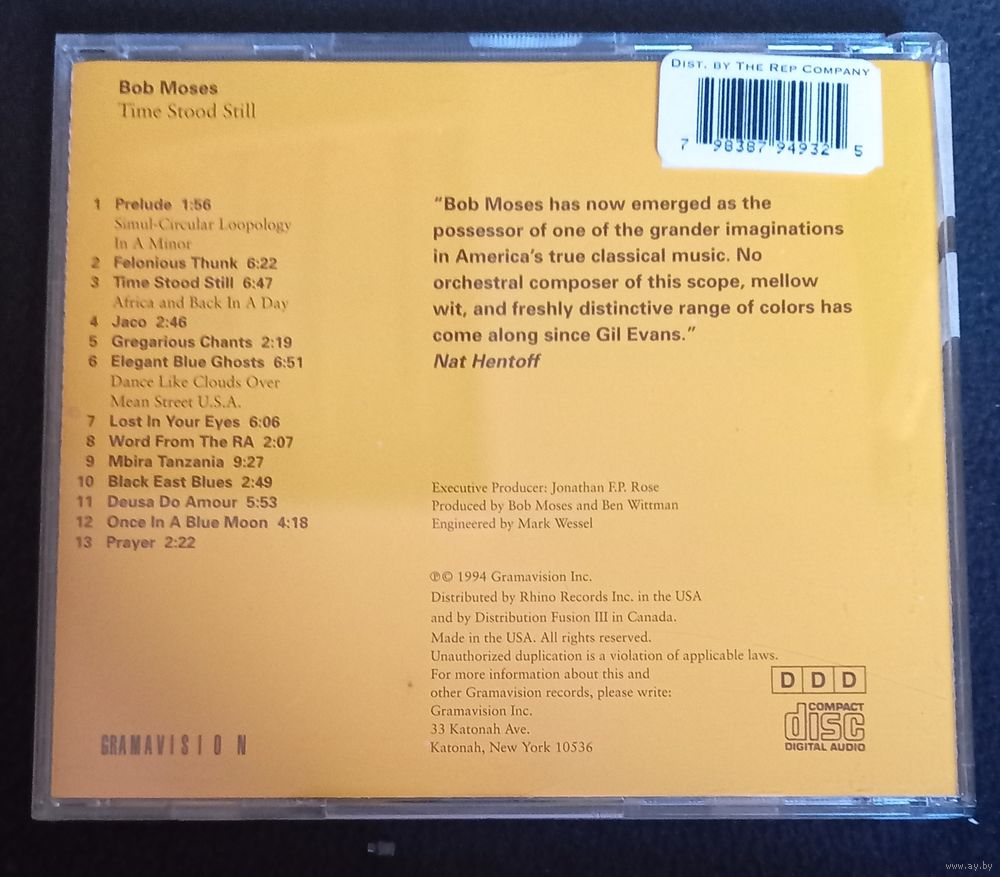 Bob Moses
Time Stood Still
DIST. BY THE REP COMPANY
7 98387 94932 5
1 Prelude 1:56
Simul-Circular Loopology
In A Minor
2 Felonious Thunk 6:22
3 Time Stood Still 6:47
Africa and Back In A Day
4 Jaco 2:46
5 Gregarious Chants 2:19
6 Elegant Blue Ghosts 6:51
Dance Like Clouds Over
Mean Street U.S.A.
7 Lost In Your Eyes 6:06
8 Word From The RA 2:07
9 Mbira Tanzania 9:27
10 Black East Blues 2:49
11 Deusa Do Amour 5:53
12 Once In A Blue Moon 4:18
13 Prayer 2:22
“Bob Moses has now emerged as the
possessor of one of the grander imaginations
in America’s true classical music. No
orchestral composer of this scope, mellow
wit, and freshly distinctive range of colors has
come along since Gil Evans.”
Nat Hentoff
Executive Producer: Jonathan F.P. Rose
Produced by Bob Moses and Ben Wittman
Engineered by Mark Wessel
℗© 1994 Gramavision Inc.
Distributed by Rhino Records Inc. in the USA
and by Distribution Fusion III in Canada.
Made in the USA. All rights reserved.
Unauthorized duplication is a violation of applicable laws.
For more information about this and
other Gramavision records, please write:
Gramavision Inc.
33 Katonah Ave.
Katonah, New York 10536
GRAMAVISION
D D D
COMPACT
disc
DIGITAL AUDIO
www.ay.by